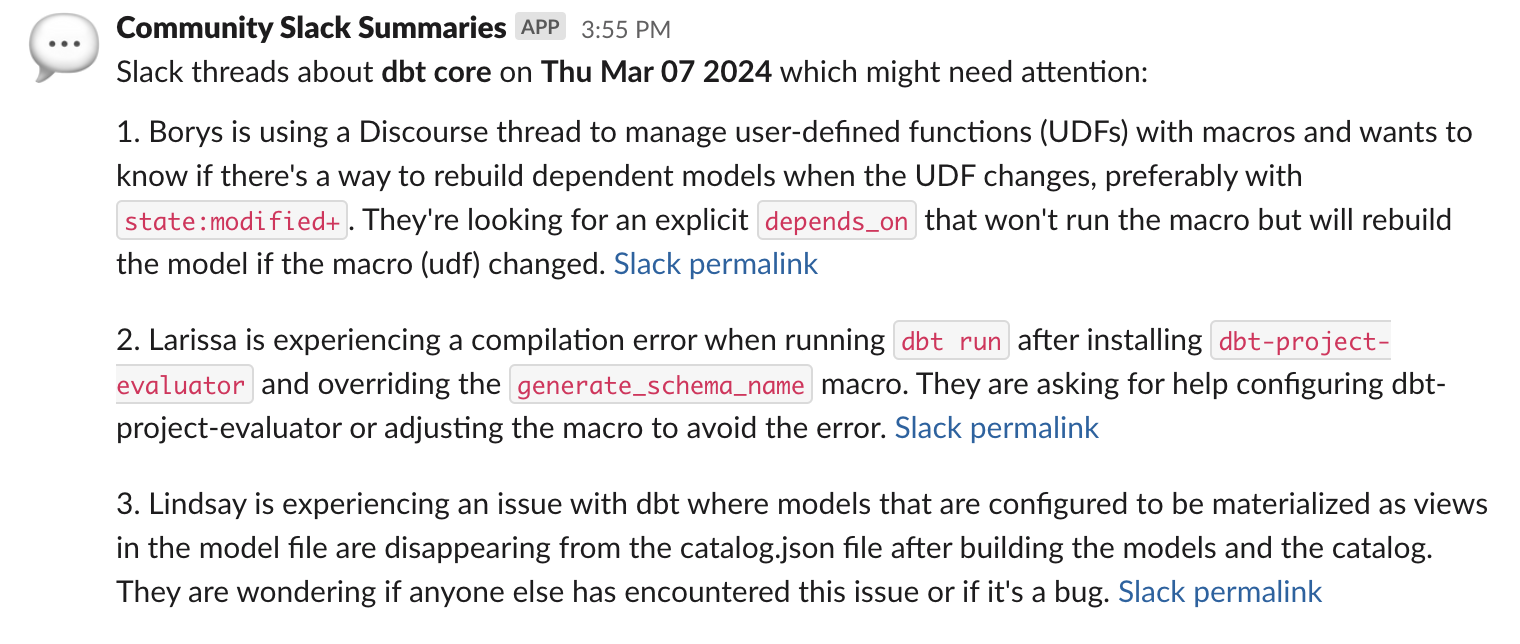 Community Slack Summaries APP 3:55 PM
Slack threads about dbt core on Thu Mar 07 2024 which might need attention:
1. Borys is using a Discourse thread to manage user-defined functions (UDFs) with macros and wants to
know if there's a way to rebuild dependent models when the UDF changes, preferably with
state:modified+. They're looking for an explicit depends_on that won't run the macro but will rebuild
the model if the macro (udf) changed. Slack permalink
2. Larissa is experiencing a compilation error when running dbt run after installing dbt-project-
evaluator and overriding the generate_schema_name macro. They are asking for help configuring dbt-
project-evaluator or adjusting the macro to avoid the error. Slack permalink
3. Lindsay is experiencing an issue with dbt where models that are configured to be materialized as views
in the model file are disappearing from the catalog.json file after building the models and the catalog.
They are wondering if anyone else has encountered this issue or if it's a bug. Slack permalink